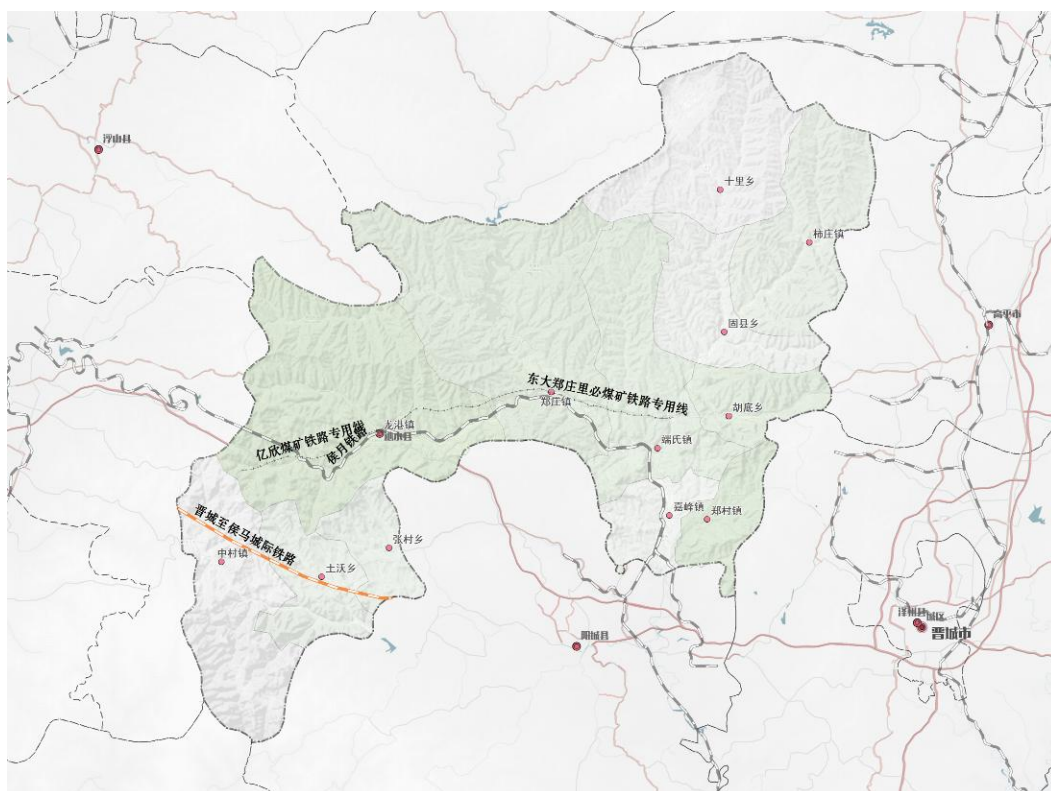 浮山县
十里乡
柿庄镇
固县乡
高平市
东大郑庄里必煤矿铁路专用线
郑庄镇
胡底乡
龙港镇
沁水县
亿欣煤矿铁路专用线
侯月铁路
端氏镇
嘉峰镇
郑村镇
晋城至侯马城际铁路
张村乡
中村镇
土沃乡
泽州县
城区
晋城市
阳城县